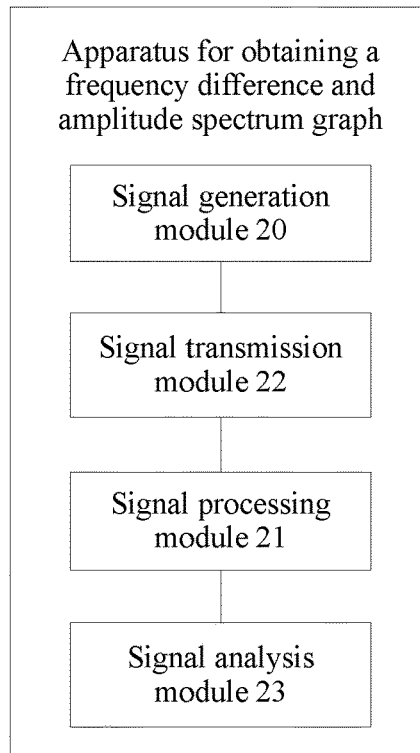 Apparatus for obtaining a
frequency difference and
amplitude spectrum graph
Signal generation
module 20
Signal transmission
module 22
Signal processing
module 21
Signal analysis
module 23